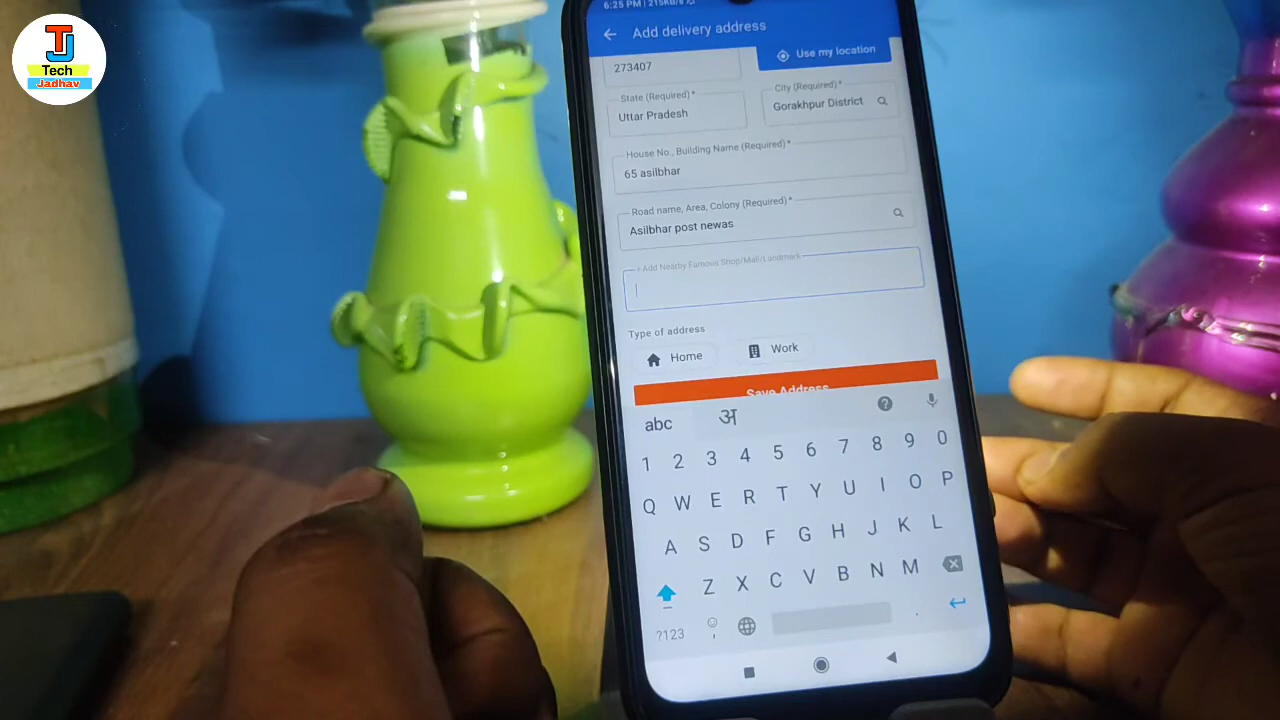 TJ
Tech
Jadhav
6:25 PM | 215KB/s
Add delivery address
273407
Use my location
State (Required)*
City (Required)*
Uttar Pradesh
Gorakhpur District
House No., Building Name (Required)*
65 asilbhar
Road name, Area, Colony (Required)*
Asilbhar post newas
+Add Nearby Famous Shop/Mall/Landmark
Type of address
Home
Work
Save Address
abc अ
1 2 3 4 5 6 7 8 9 0
Q W E R T Y U I O P
A S D F G H J K L
Z X C V B N M
?123 , .